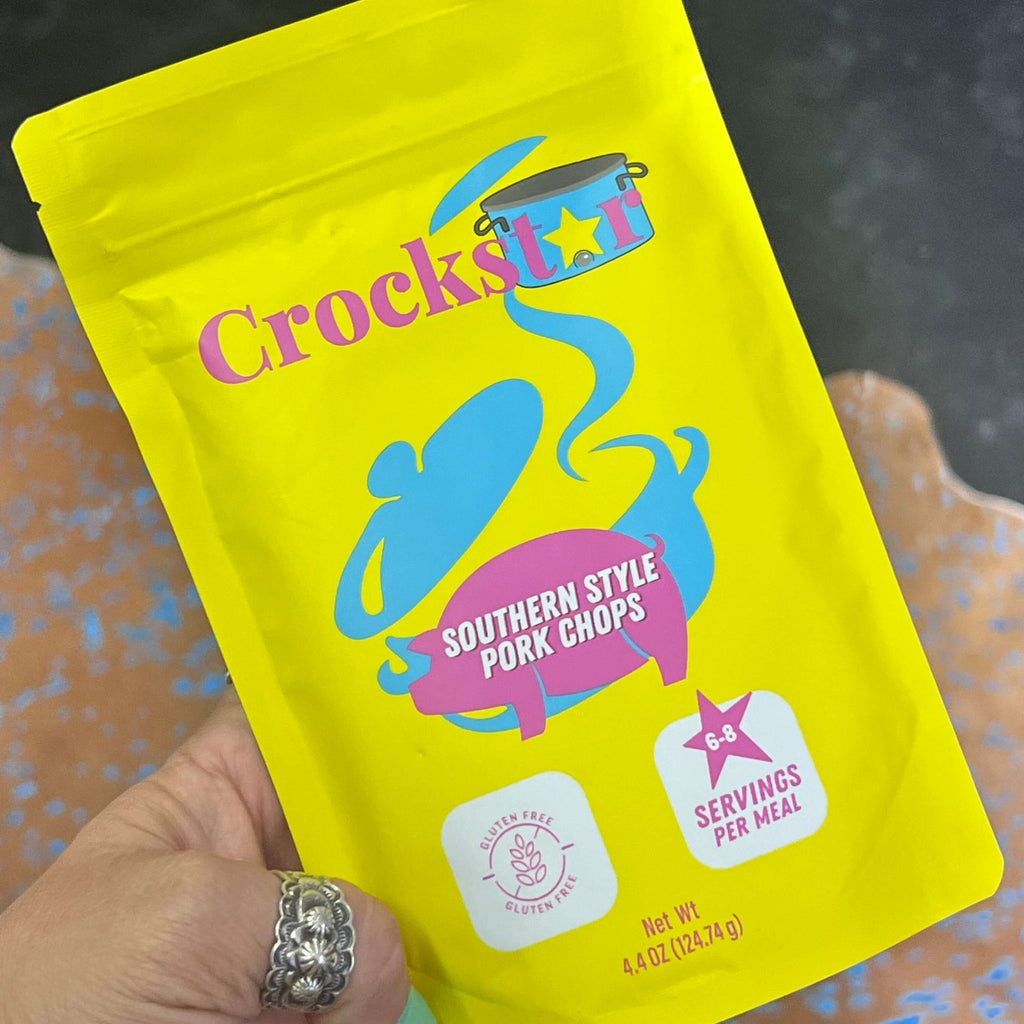 Crockst★r
SOUTHERN STYLE
PORK CHOPS
6-8
SERVINGS
PER MEAL
GLUTEN FREE
GLUTEN FREE
Net Wt
4.4 OZ (124.74 g)